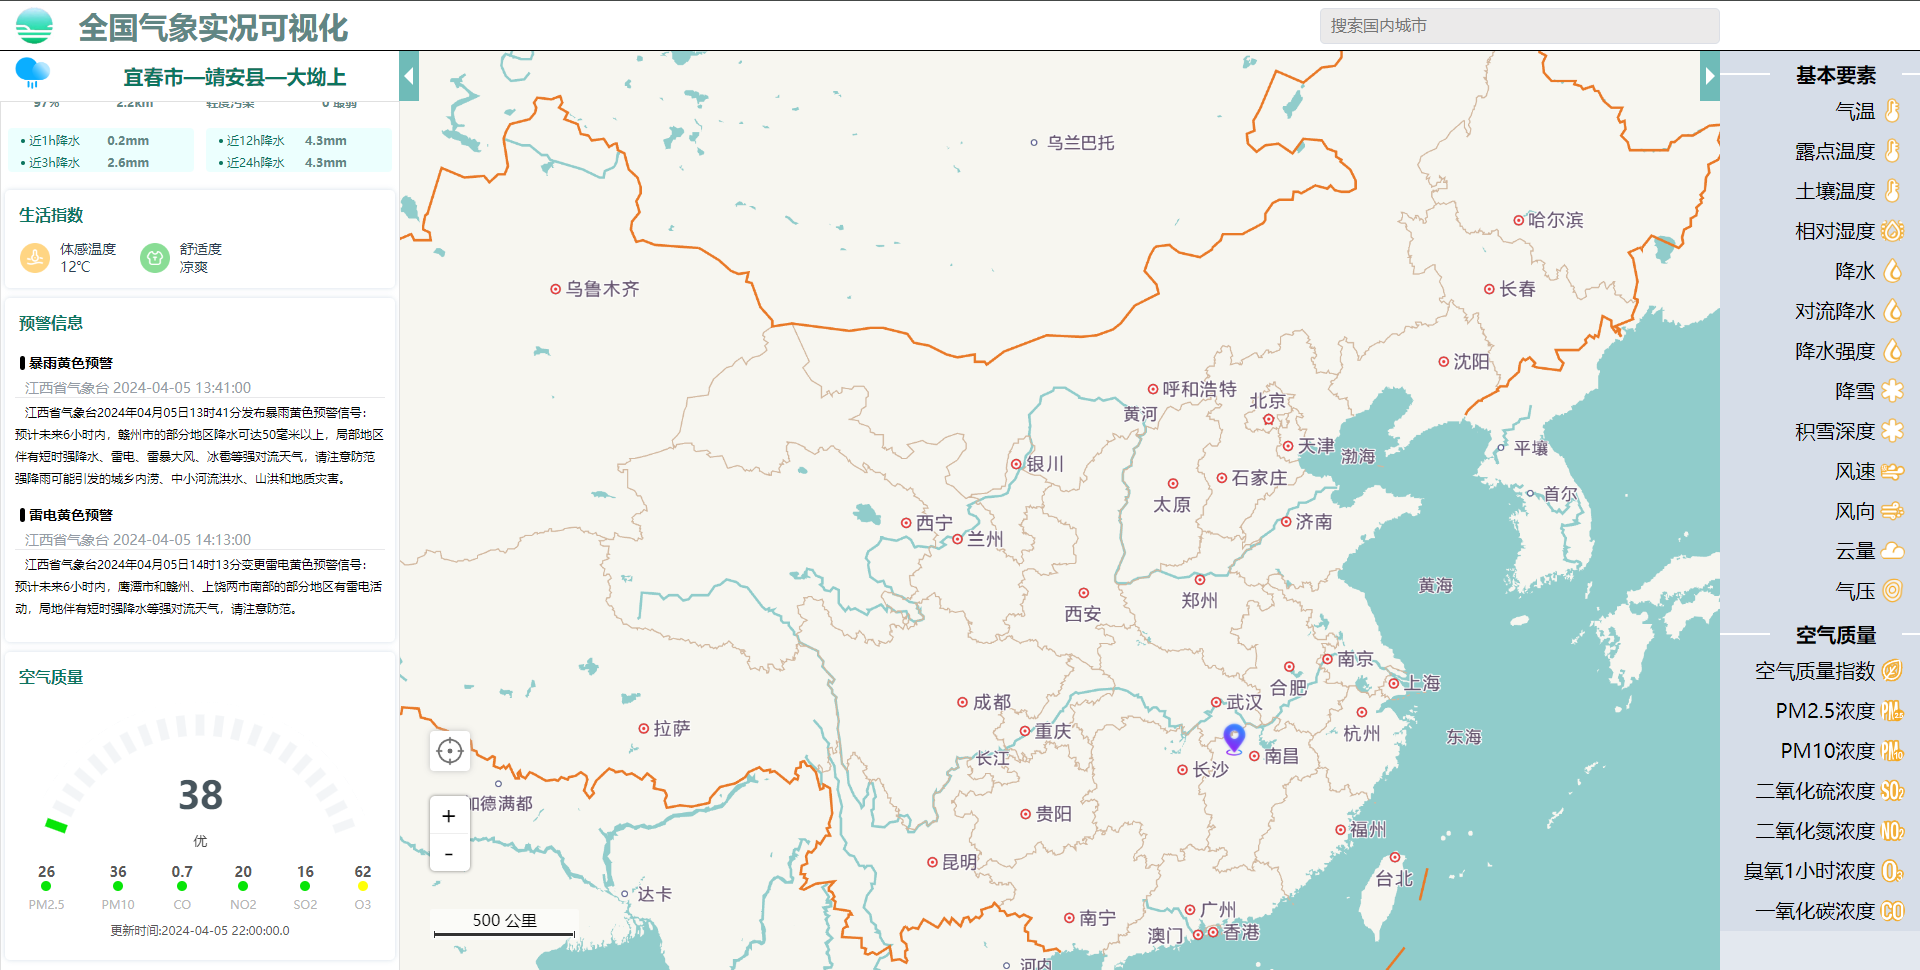 全国气象实况可视化
搜索国内城市
宜春市—靖安县—大坳上
97% 2.2km 轻度污染 0 最弱
• 近1h降水 0.2mm • 近12h降水 4.3mm
• 近3h降水 2.6mm • 近24h降水 4.3mm
生活指数
体感温度 舒适度
12℃ 凉爽
预警信息
暴雨黄色预警
江西省气象台 2024-04-05 13:41:00
江西省气象台2024年04月05日13时41分发布暴雨黄色预警信号：
预计未来6小时内，赣州市的部分地区降水可达50毫米以上，局部地区
伴有短时强降水、雷电、雷暴大风、冰雹等强对流天气，请注意防范
强降雨可能引发的城乡内涝、中小河流洪水、山洪和地质灾害。
雷电黄色预警
江西省气象台 2024-04-05 14:13:00
江西省气象台2024年04月05日14时13分变更雷电黄色预警信号：
预计未来6小时内，鹰潭市和赣州、上饶两市南部的部分地区有雷电活
动，局地伴有短时强降水等强对流天气，请注意防范。
空气质量
38
优
26 36 0.7 20 16 62
PM2.5 PM10 CO NO2 SO2 O3
更新时间:2024-04-05 22:00:00.0
乌兰巴托
哈尔滨
乌鲁木齐
长春
沈阳
呼和浩特
北京
黄河
天津
渤海
平壤
银川
石家庄
首尔
太原
西宁
济南
兰州
黄海
郑州
西安
南京
合肥
上海
成都
武汉
拉萨
重庆
杭州
东海
长江
南昌
长沙
加德满都
贵阳
福州
昆明
台北
达卡
广州
南宁
澳门
香港
河内
+
-
500 公里
基本要素
气温
露点温度
土壤温度
相对湿度
降水
对流降水
降水强度
降雪
积雪深度
风速
风向
云量
气压
空气质量
空气质量指数
PM2.5浓度 PM2.5
PM10浓度 PM10
二氧化硫浓度 SO2
二氧化氮浓度 NO2
臭氧1小时浓度 O3
一氧化碳浓度 CO